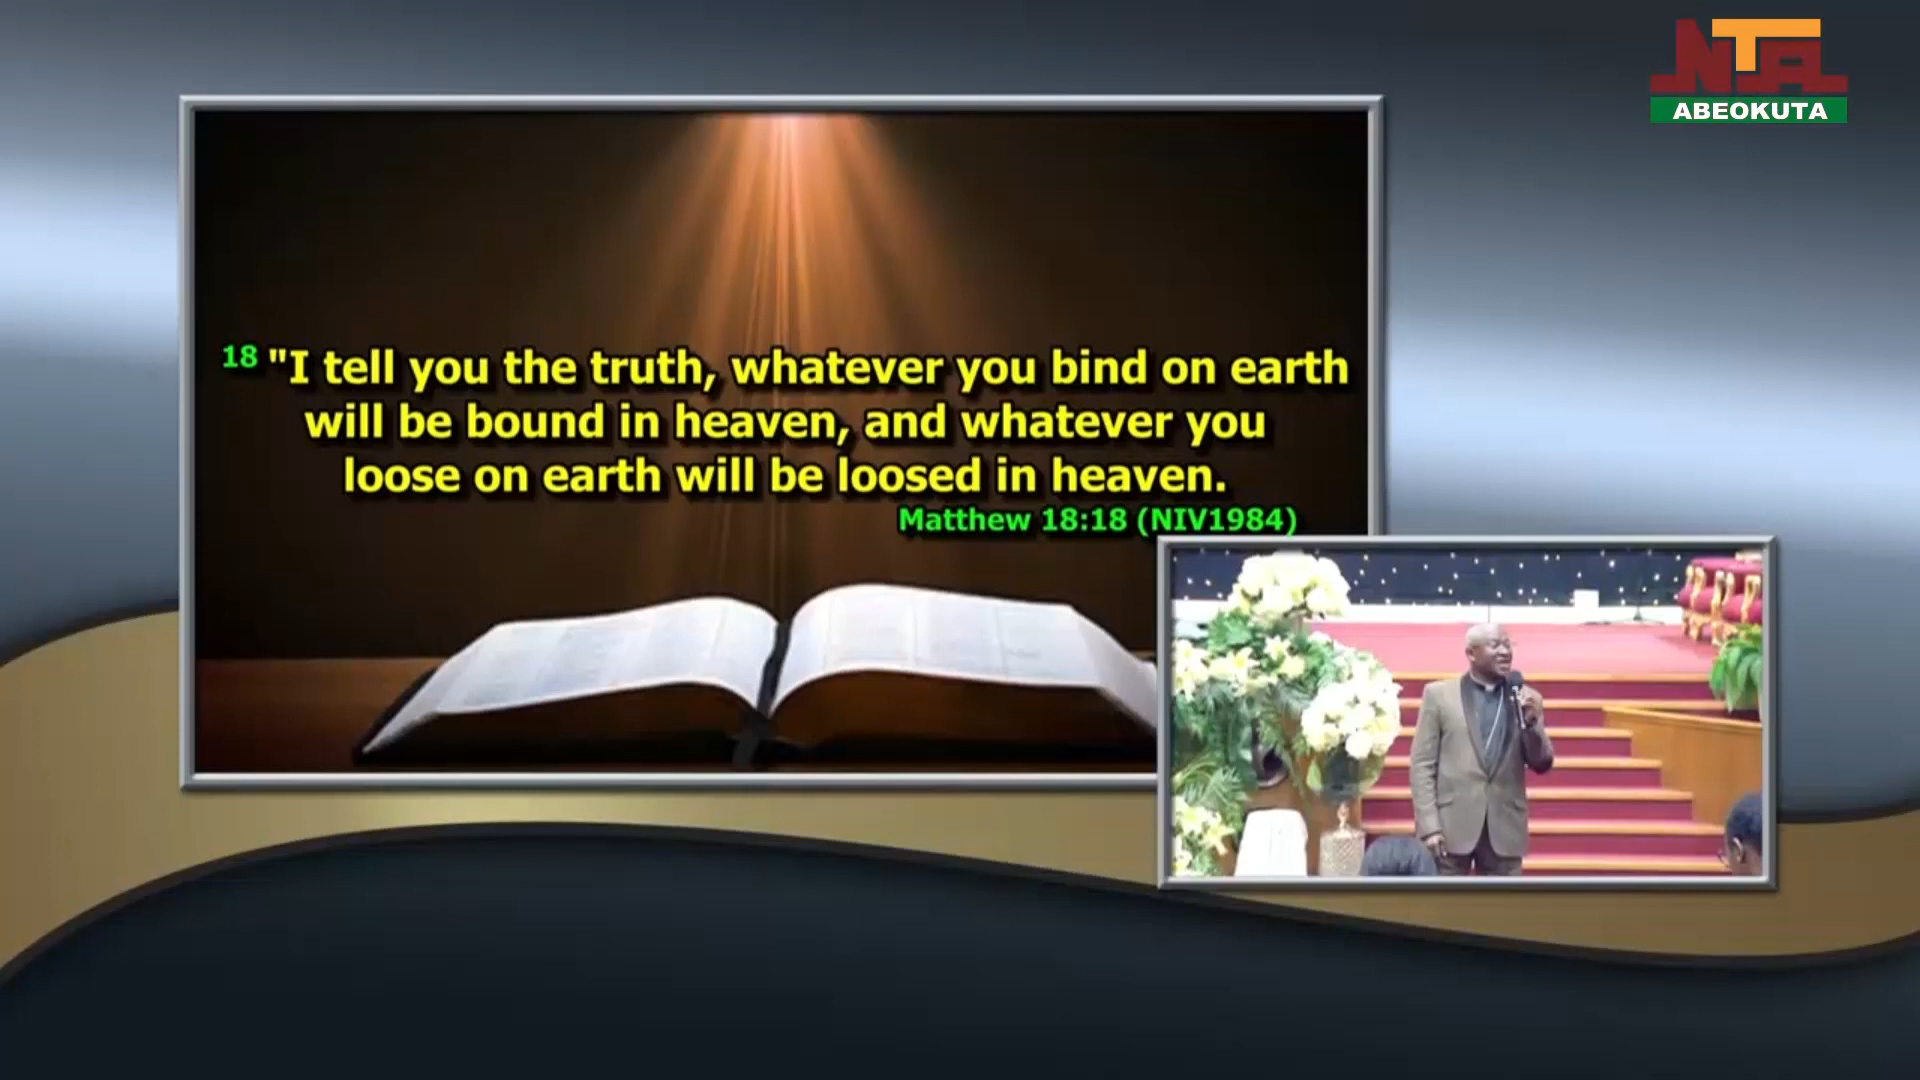 NTA
ABEOKUTA
18 "I tell you the truth, whatever you bind on earth
will be bound in heaven, and whatever you
loose on earth will be loosed in heaven.
Matthew 18:18 (NIV1984)